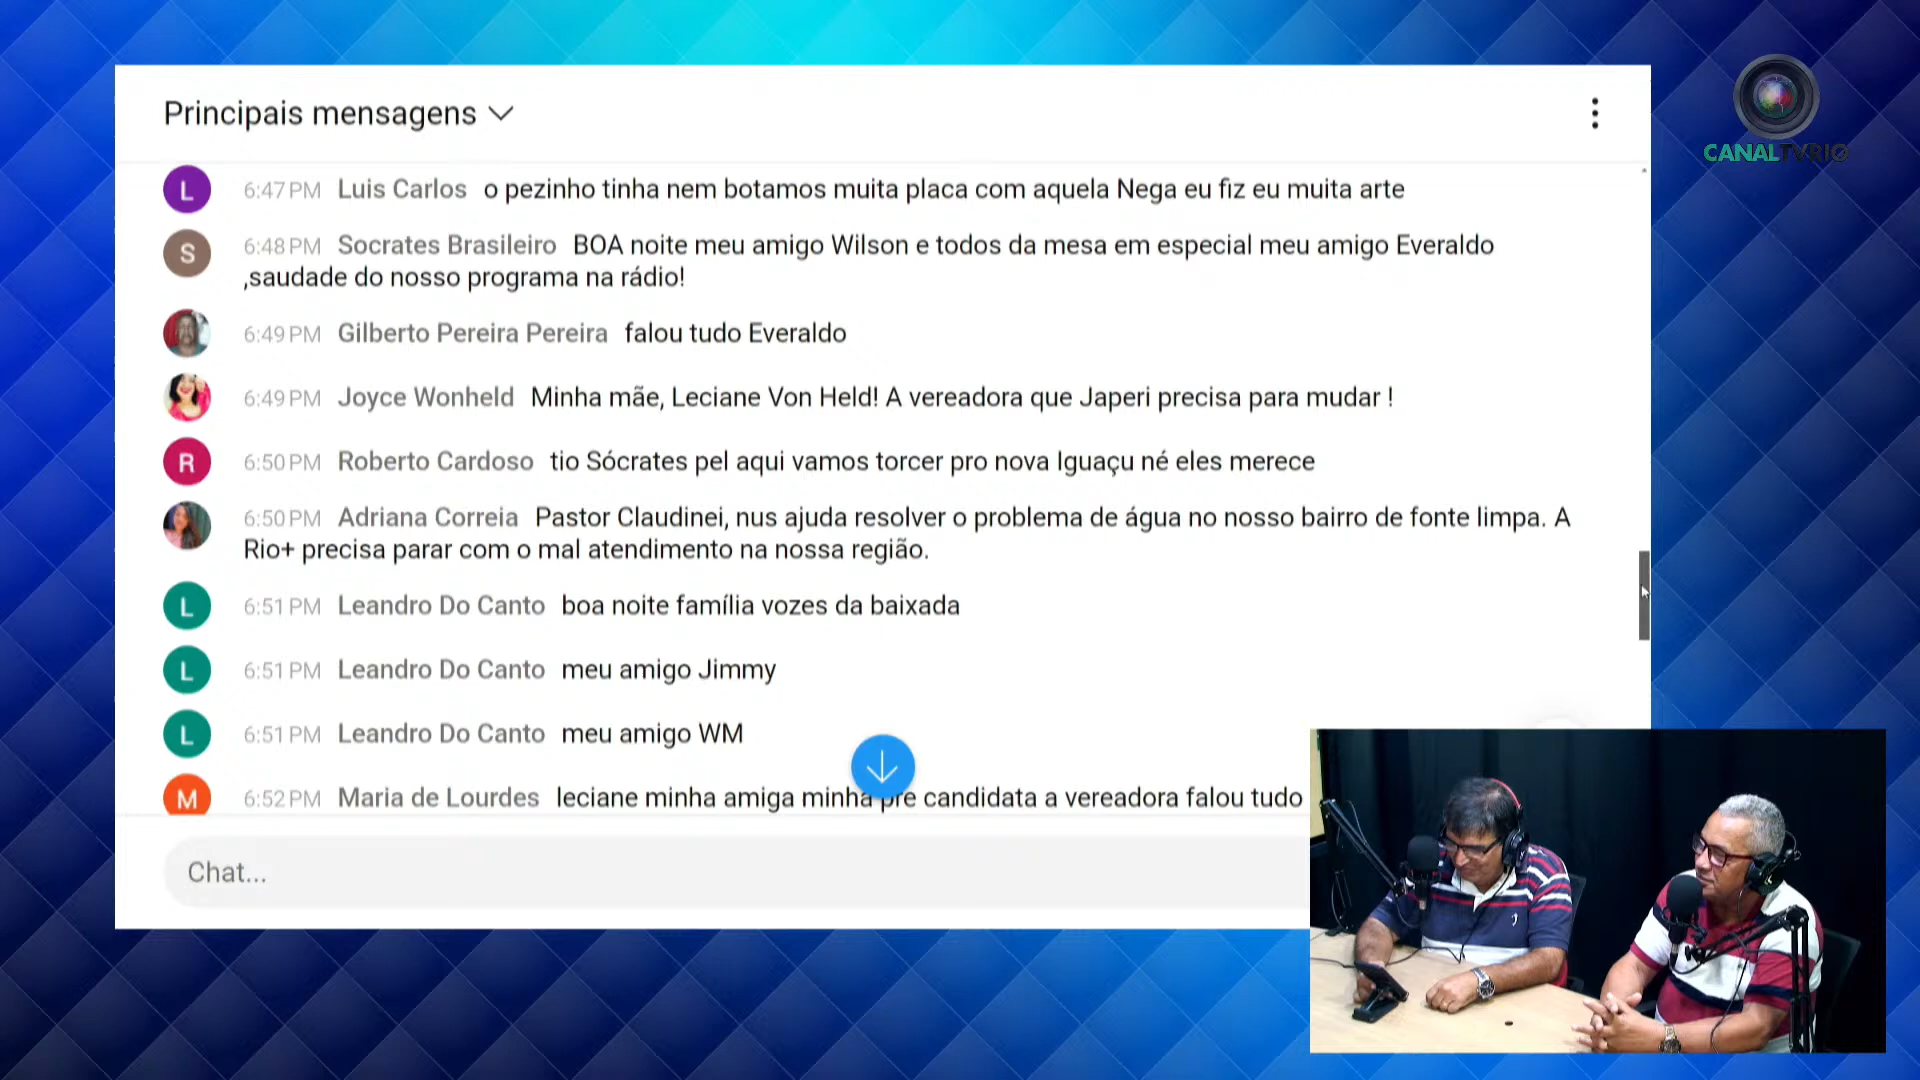 Principais mensagens
CANALTVRIO
L 6:47 PM Luis Carlos o pezinho tinha nem botamos muita placa com aquela Nega eu fiz eu muita arte
S 6:48 PM Socrates Brasileiro BOA noite meu amigo Wilson e todos da mesa em especial meu amigo Everaldo
,saudade do nosso programa na rádio!
6:49 PM Gilberto Pereira Pereira falou tudo Everaldo
6:49 PM Joyce Wonheld Minha mãe, Leciane Von Held! A vereadora que Japeri precisa para mudar !
R 6:50 PM Roberto Cardoso tio Sócrates pel aqui vamos torcer pro nova Iguaçu né eles merece
6:50 PM Adriana Correia Pastor Claudinei, nus ajuda resolver o problema de água no nosso bairro de fonte limpa. A
Rio+ precisa parar com o mal atendimento na nossa região.
L 6:51 PM Leandro Do Canto boa noite família vozes da baixada
L 6:51 PM Leandro Do Canto meu amigo Jimmy
L 6:51 PM Leandro Do Canto meu amigo WM
M 6:52 PM Maria de Lourdes leciane minha amiga minha pre candidata a vereadora falou tudo
Chat...